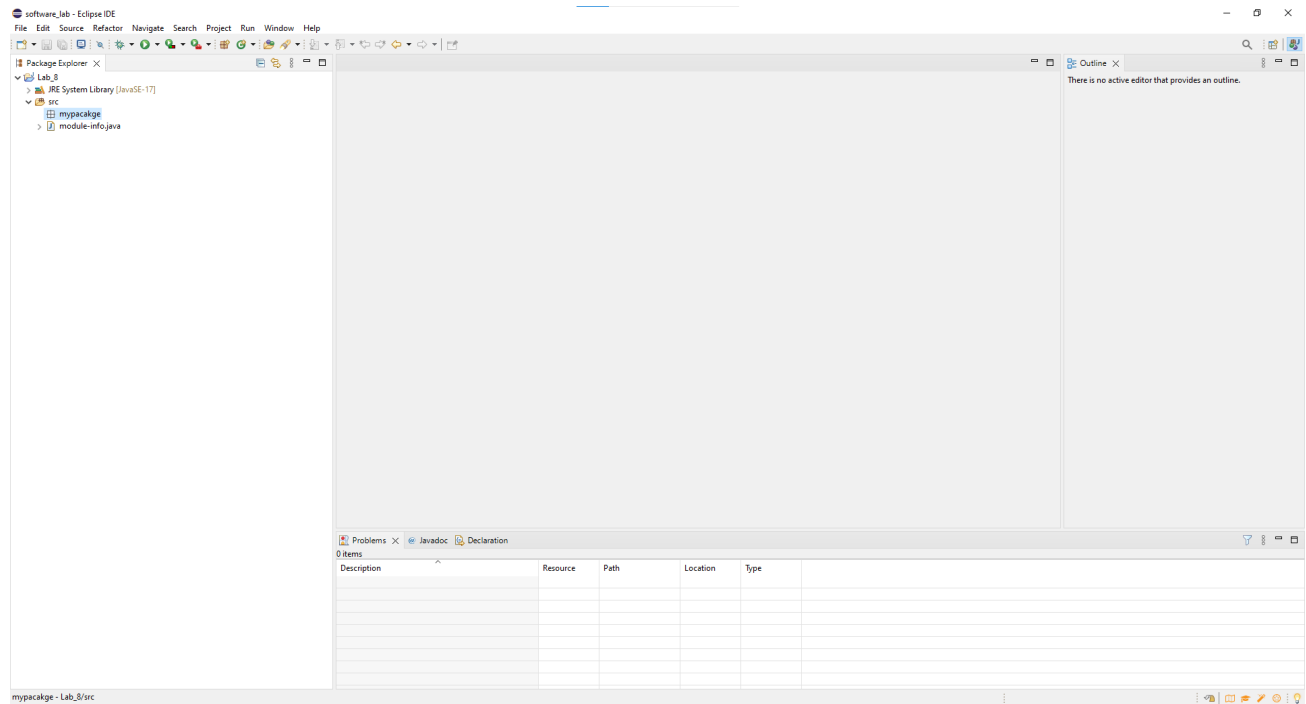 software_lab - Eclipse IDE
File Edit Source Refactor Navigate Search Project Run Window Help
Package Explorer
Lab_8
JRE System Library [JavaSE-17]
src
mypacakge
module-info.java
Outline
There is no active editor that provides an outline.
Problems Javadoc Declaration
0 items
Description Resource Path Location Type
mypacakge - Lab_8/src